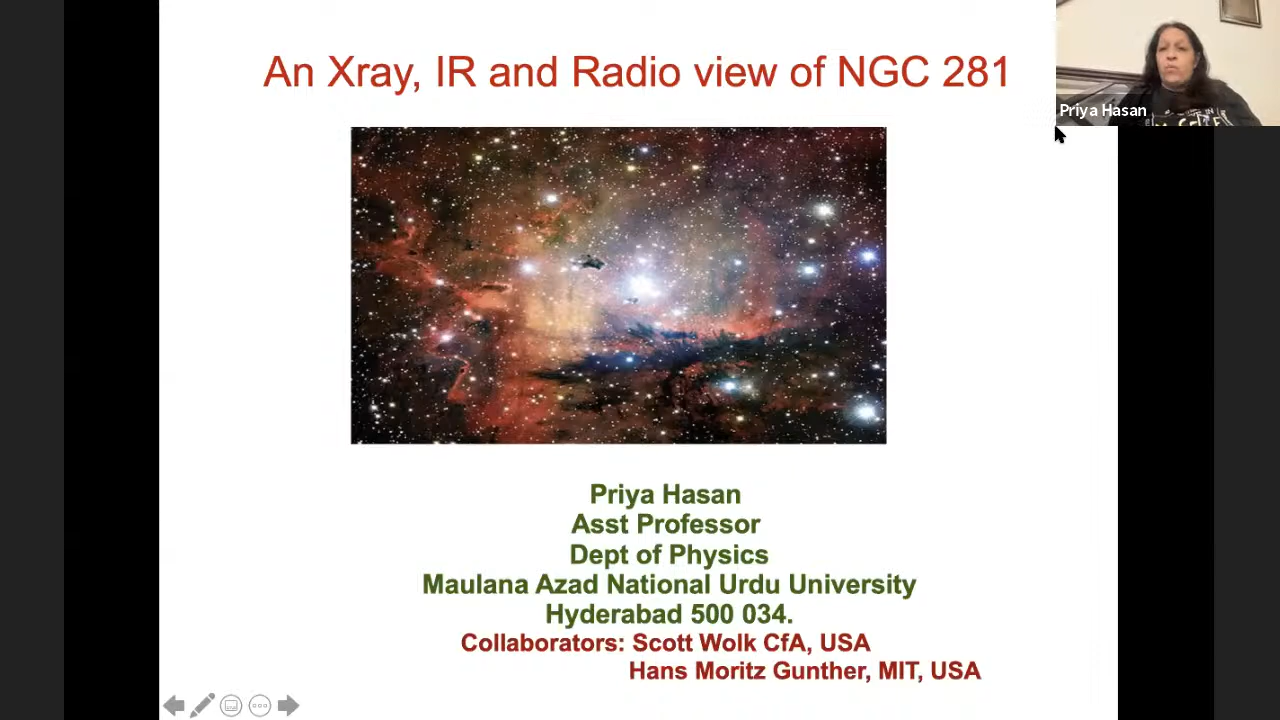 An Xray, IR and Radio view of NGC 281
Priya Hasan
Priya Hasan
Asst Professor
Dept of Physics
Maulana Azad National Urdu University
Hyderabad 500 034.
Collaborators: Scott Wolk CfA, USA
Hans Moritz Gunther, MIT, USA